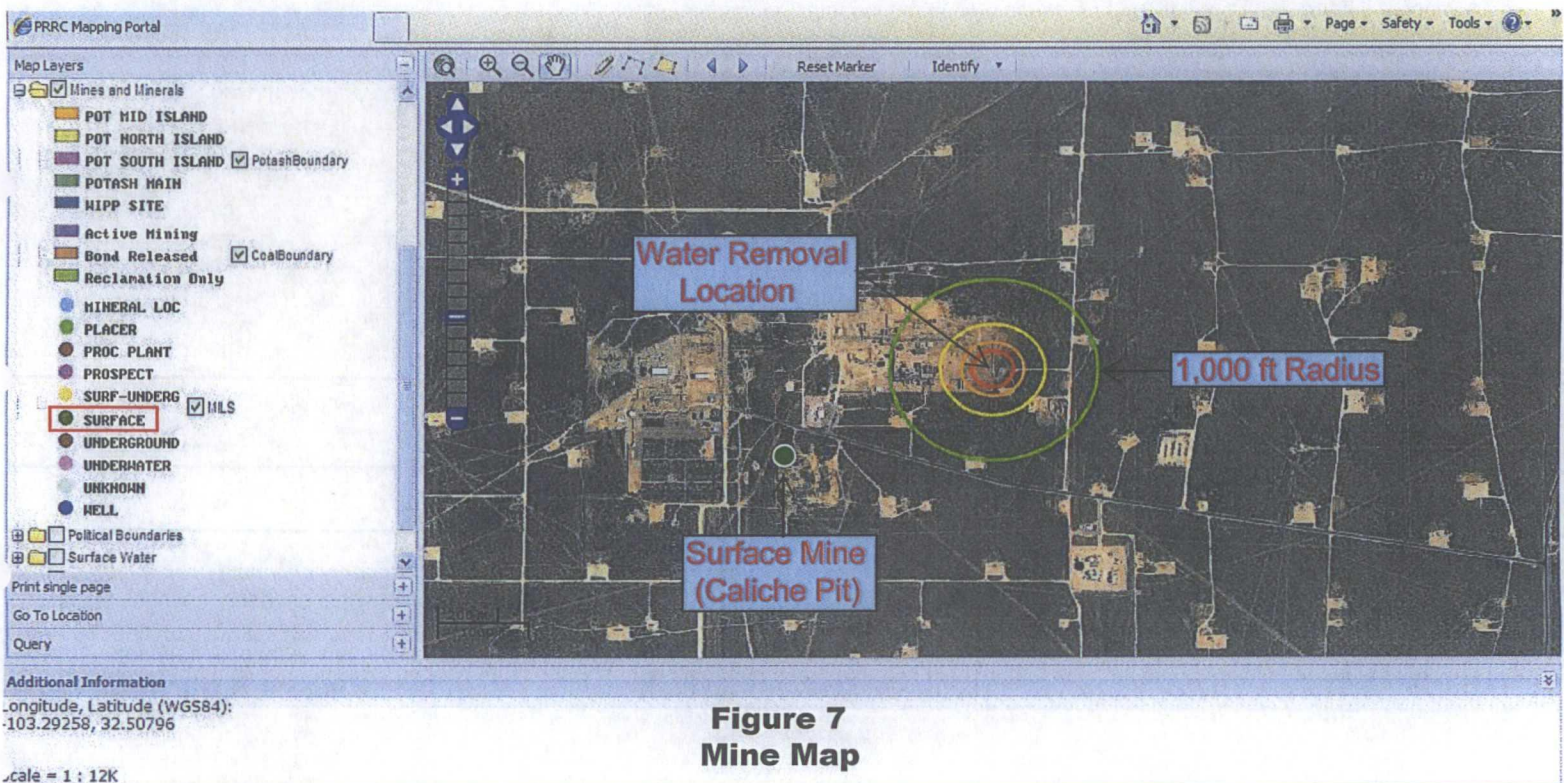 PRRC Mapping Portal
Page Safety Tools
Map Layers
Reset Marker Identify
Mines and Minerals
POT MID ISLAND
POT NORTH ISLAND
POT SOUTH ISLAND PotashBoundary
POTASH MAIN
WIPP SITE
Active Mining
Bond Released CoalBoundary
Reclamation Only
MINERAL LOC
PLACER
PROC PLANT
PROSPECT
SURF-UNDERG
MILS
SURFACE
UNDERGROUND
UNDERWATER
UNKNOWN
WELL
Political Boundaries
Surface Water
Print single page
Go To Location
Query
Water Removal
Location
1,000 ft Radius
Surface Mine
(Caliche Pit)
Additional Information
Longitude, Latitude (WGS84):
-103.29258, 32.50796
Scale = 1 : 12K
Figure 7
Mine Map